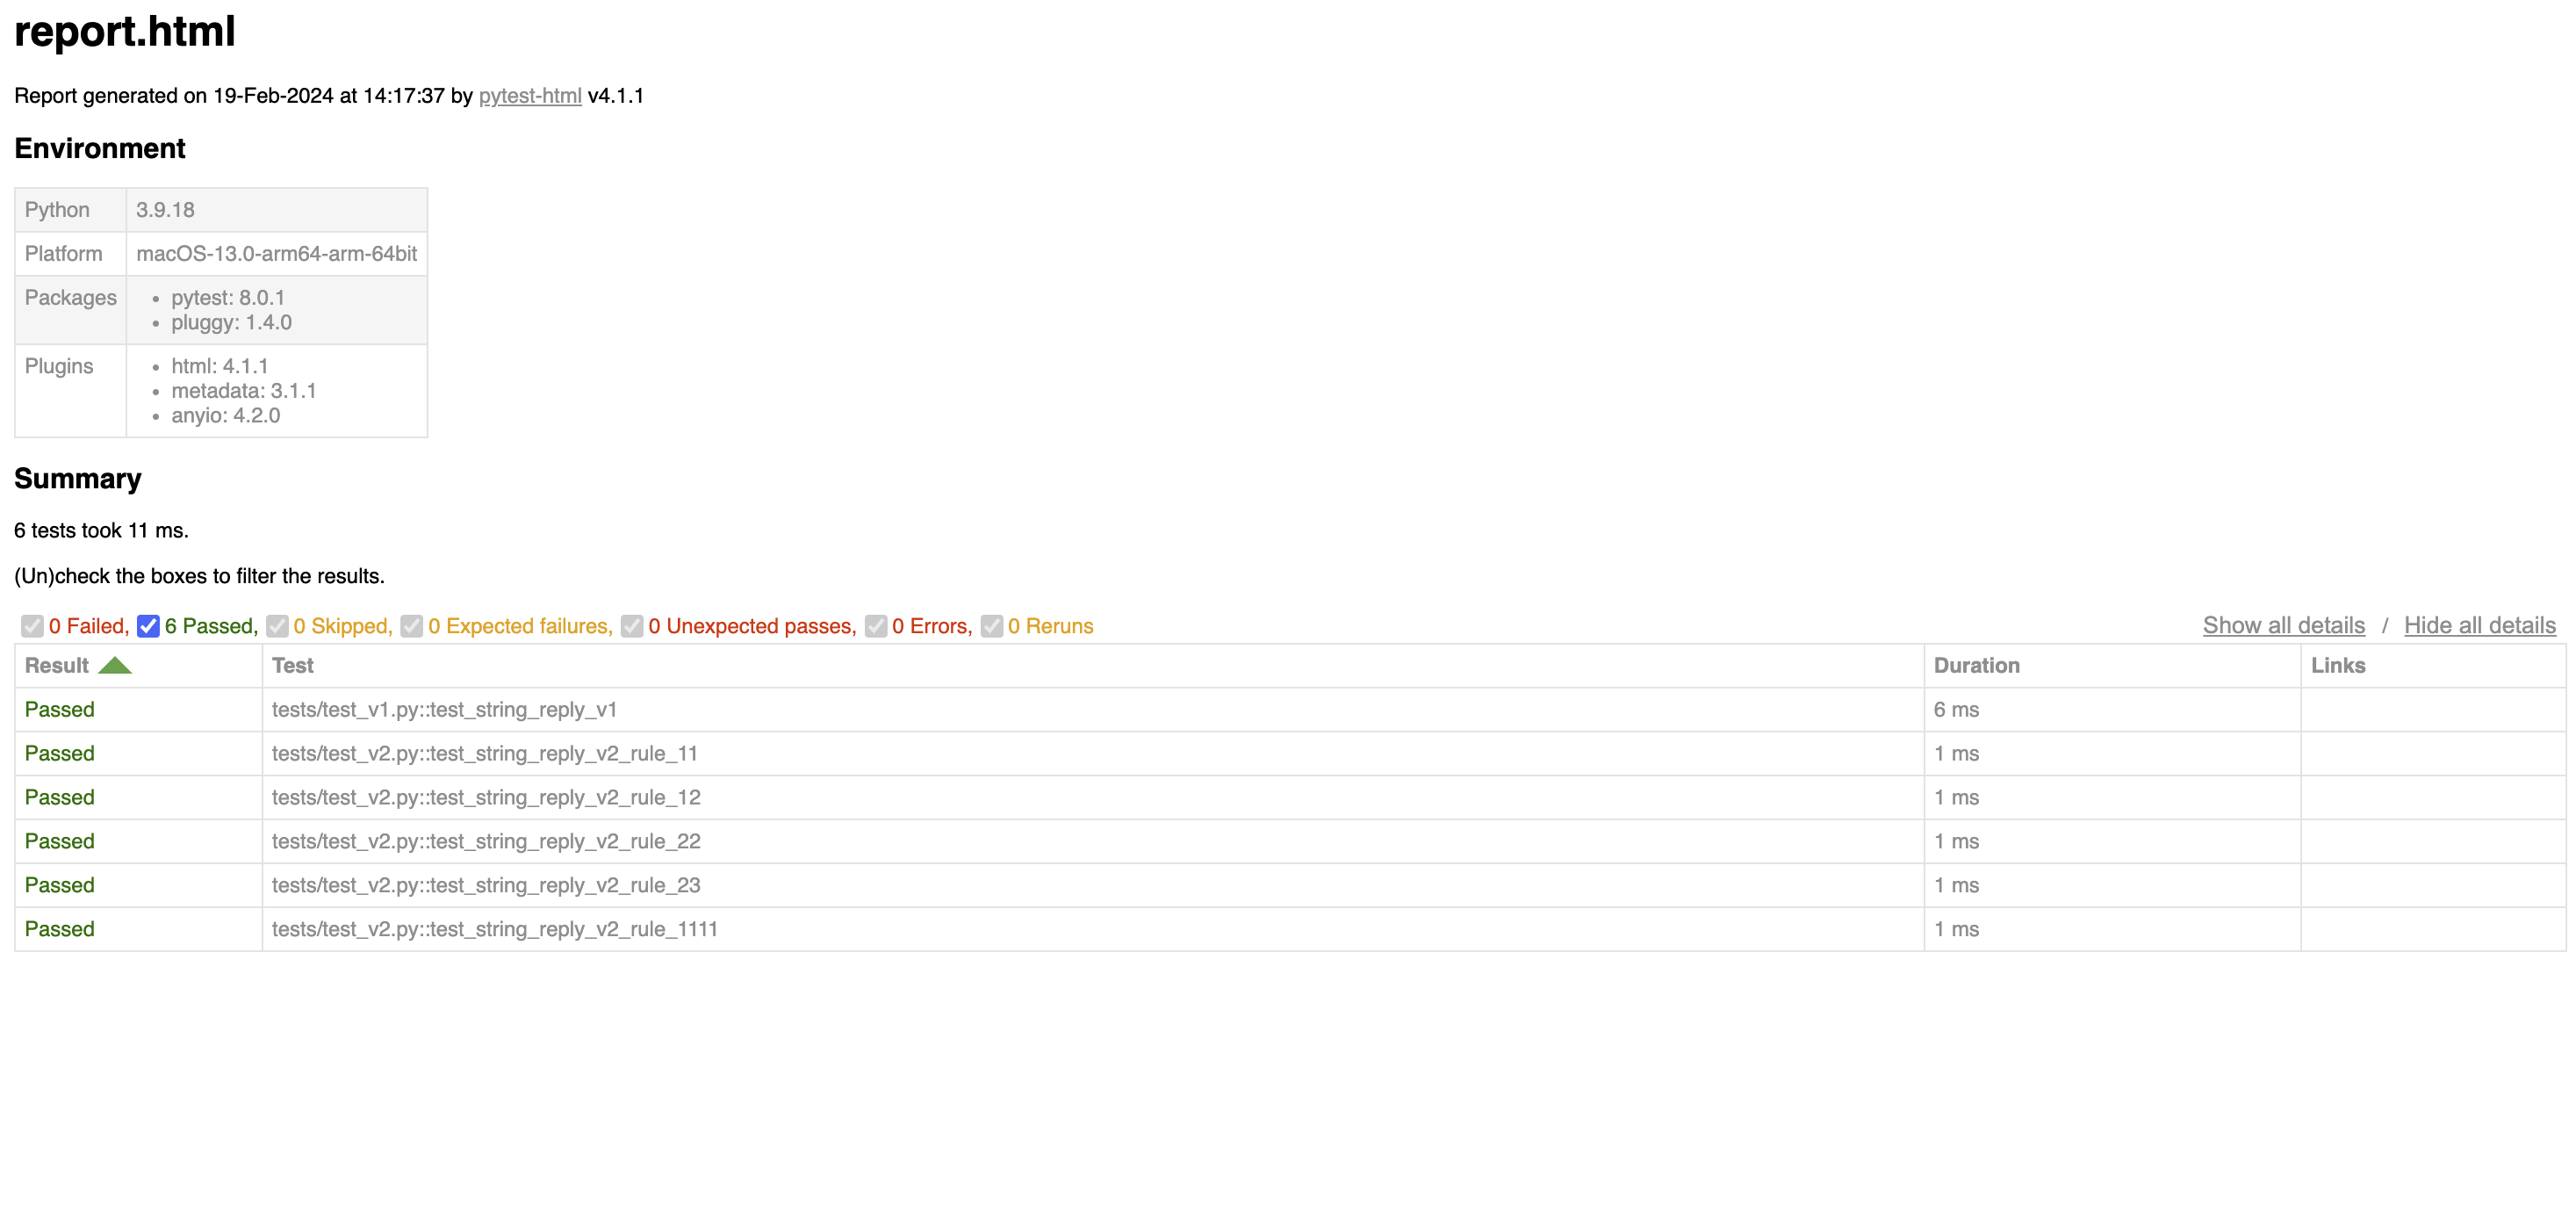 report.html
Report generated on 19-Feb-2024 at 14:17:37 by pytest-html v4.1.1
Environment
Python 3.9.18
Platform macOS-13.0-arm64-arm-64bit
Packages • pytest: 8.0.1
• pluggy: 1.4.0
Plugins • html: 4.1.1
• metadata: 3.1.1
• anyio: 4.2.0
Summary
6 tests took 11 ms.
(Un)check the boxes to filter the results.
0 Failed, 6 Passed, 0 Skipped, 0 Expected failures, 0 Unexpected passes, 0 Errors, 0 Reruns Show all details / Hide all details
Result Test Duration Links
Passed tests/test_v1.py::test_string_reply_v1 6 ms
Passed tests/test_v2.py::test_string_reply_v2_rule_11 1 ms
Passed tests/test_v2.py::test_string_reply_v2_rule_12 1 ms
Passed tests/test_v2.py::test_string_reply_v2_rule_22 1 ms
Passed tests/test_v2.py::test_string_reply_v2_rule_23 1 ms
Passed tests/test_v2.py::test_string_reply_v2_rule_1111 1 ms